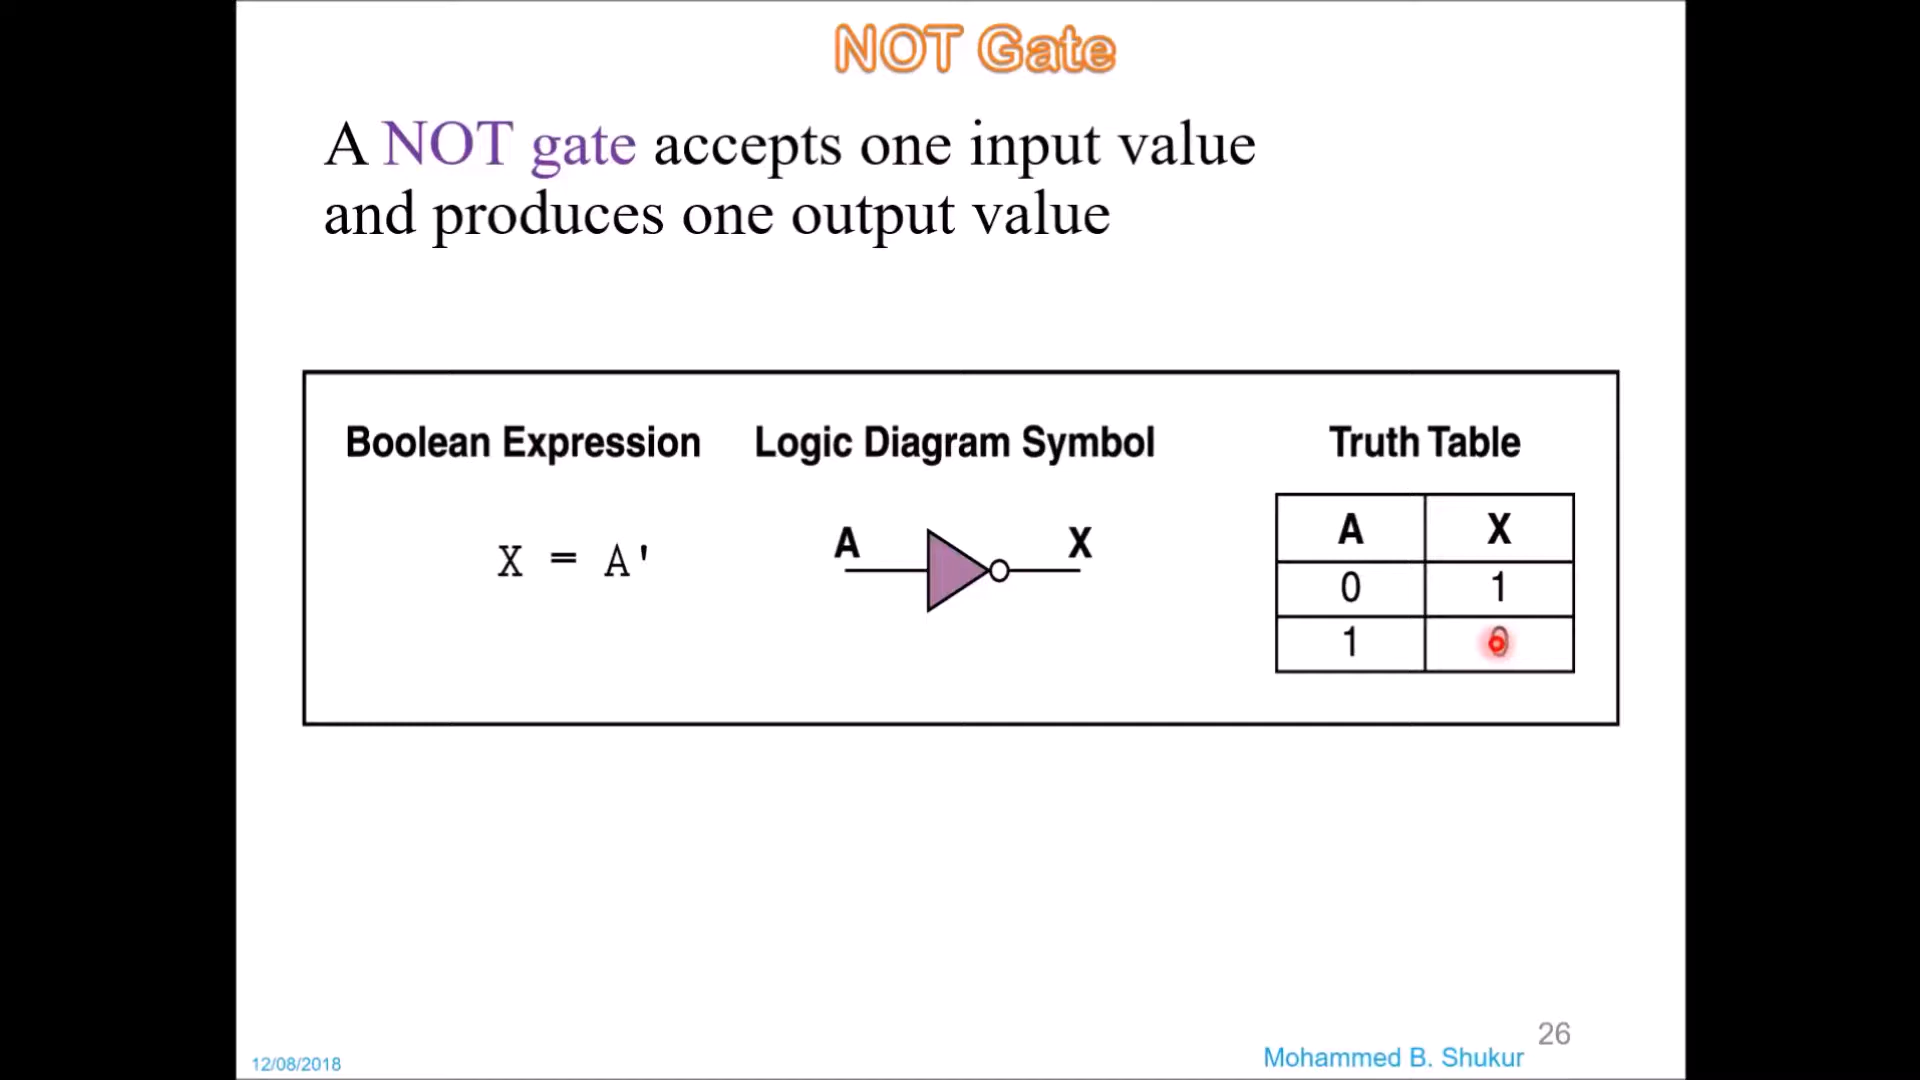 NOT Gate
A NOT gate accepts one input value
and produces one output value
Boolean Expression
Logic Diagram Symbol
Truth Table
X = A'
A
X
A X
0 1
1 0
26
12/08/2018
Mohammed B. Shukur